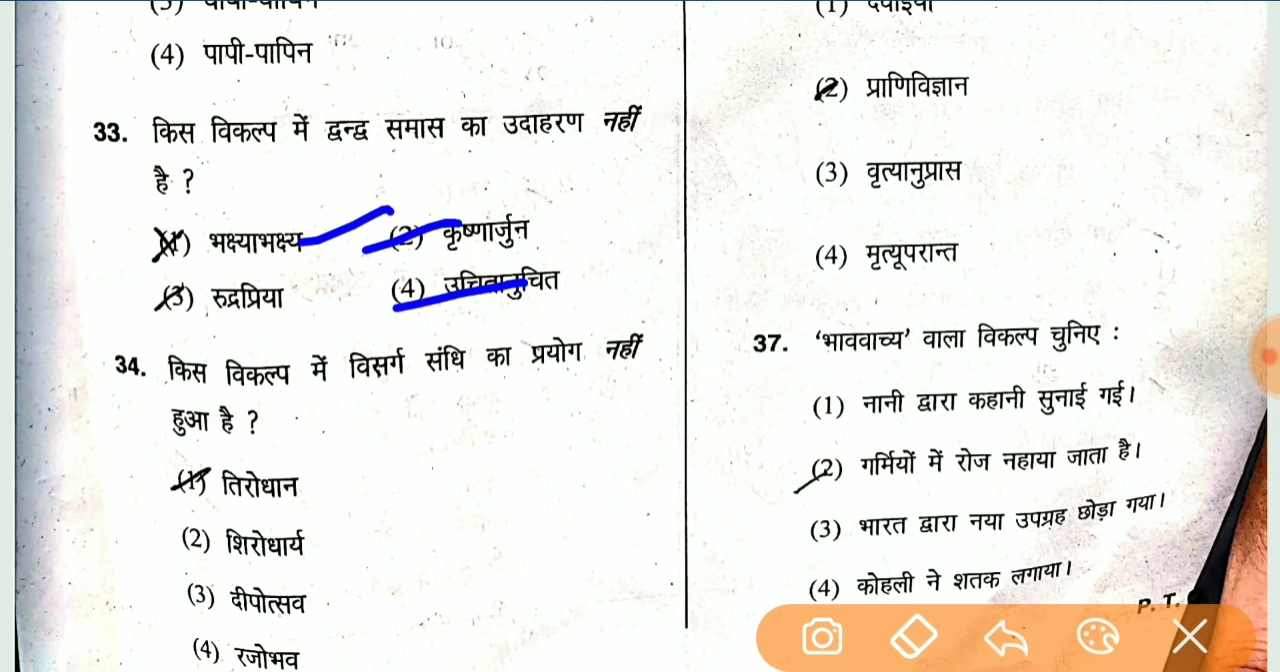 (4) पापी-पापिन
33. किस विकल्प में द्वन्द्व समास का उदाहरण नहीं
है ?
(1) भक्ष्याभक्ष्य (2) कृष्णार्जुन
(3) रुद्रप्रिया (4) उचितानुचित
34. किस विकल्प में विसर्ग संधि का प्रयोग नहीं
हुआ है ?
(1) तिरोधान
(2) शिरोधार्य
(3) दीपोत्सव
(4) रजोभव
(2) प्राणिविज्ञान
(3) वृत्यानुप्रास
(4) मृत्यूपरान्त
37. ‘भाववाच्य’ वाला विकल्प चुनिए :
(1) नानी द्वारा कहानी सुनाई गई।
(2) गर्मियों में रोज नहाया जाता है।
(3) भारत द्वारा नया उपग्रह छोड़ा गया।
(4) कोहली ने शतक लगाया।
P. T.